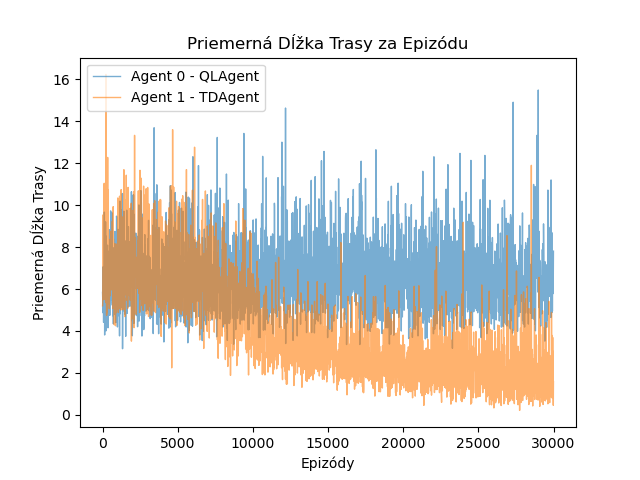 Priemerná Dĺžka Trasy za Epizódu
Agent 0 - QLAgent
Agent 1 - TDAgent
Priemerná Dĺžka Trasy
16
14
12
10
8
6
4
2
0
0 5000 10000 15000 20000 25000 30000
Epizódy